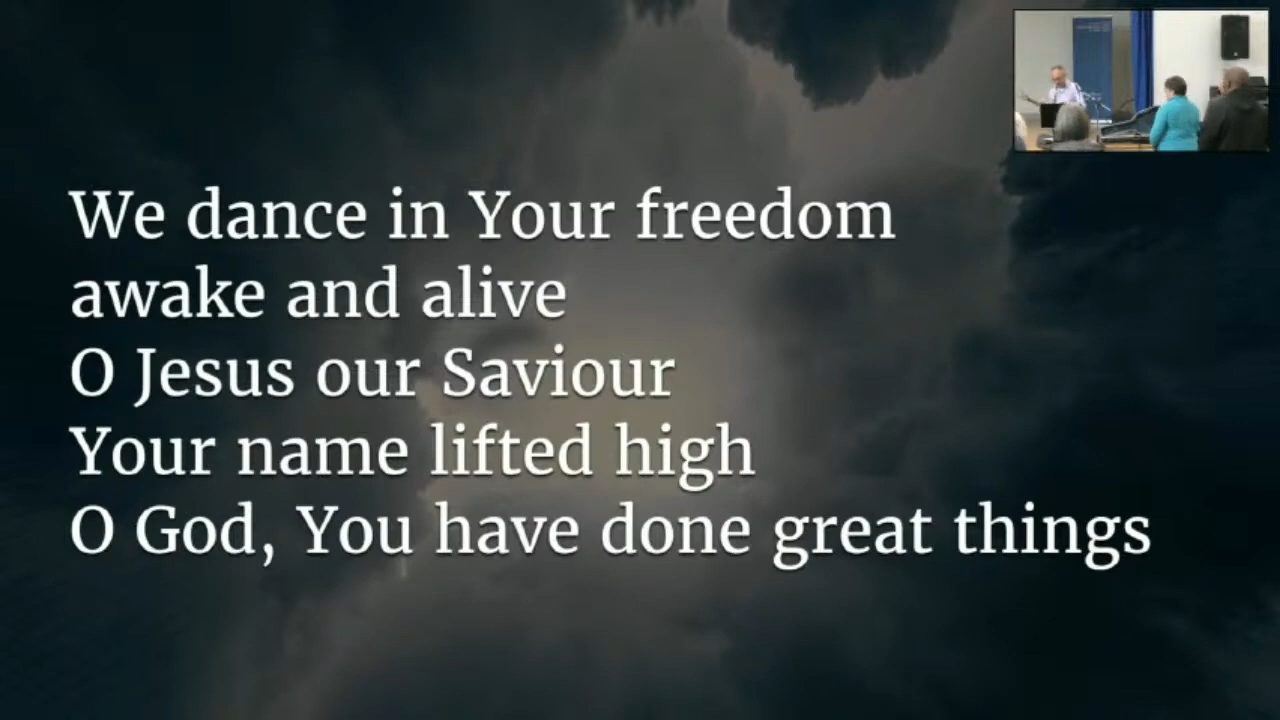 We dance in Your freedom
awake and alive
O Jesus our Saviour
Your name lifted high
O God, You have done great things